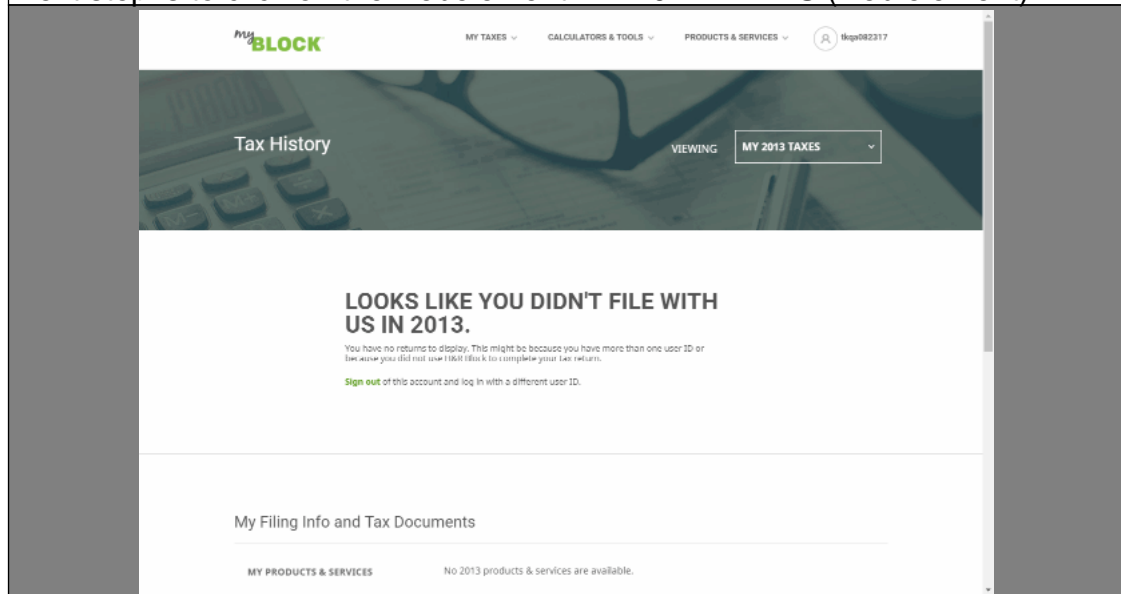 myBLOCK
MY TAXES
CALCULATORS & TOOLS
PRODUCTS & SERVICES
tkqa082317
Tax History
VIEWING
MY 2013 TAXES
LOOKS LIKE YOU DIDN'T FILE WITH
US IN 2013.
You have no returns to display. This might be because you have more than one user ID or
because you did not use H&R Block to complete your tax return.
Sign out of this account and log in with a different user ID.
My Filing Info and Tax Documents
MY PRODUCTS & SERVICES
No 2013 products & services are available.